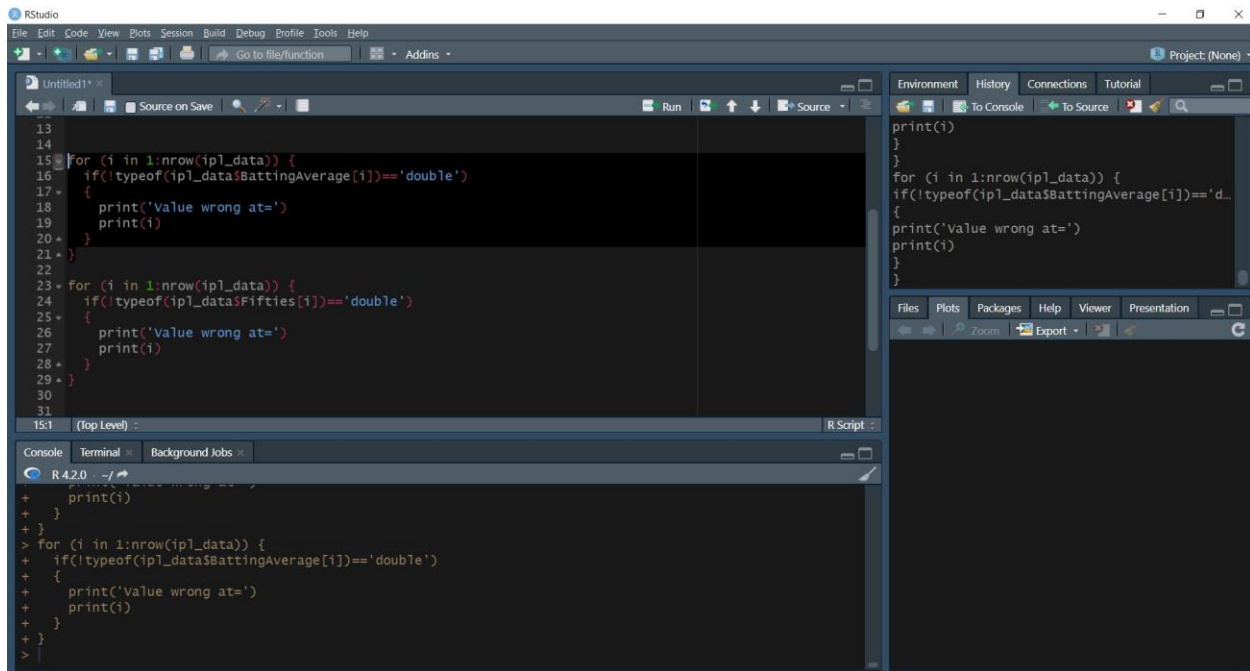 RStudio
File Edit Code View Plots Session Build Debug Profile Tools Help
Go to file/function Addins Project: (None)
Untitled1*
Source on Save Run Source
13
14
15 for (i in 1:nrow(ipl_data)) {
16 if(!typeof(ipl_data$BattingAverage[i])=='double')
17 {
18 print('Value wrong at=')
19 print(i)
20 }
21 }
22
23 for (i in 1:nrow(ipl_data)) {
24 if(!typeof(ipl_data$Fifties[i])=='double')
25 {
26 print('Value wrong at=')
27 print(i)
28 }
29 }
30
31
15:1 (Top Level) R Script
Console Terminal Background Jobs
R 4.2.0 · ~/
+ print(i)
+ }
+ }
> for (i in 1:nrow(ipl_data)) {
+ if(!typeof(ipl_data$BattingAverage[i])=='double')
+ {
+ print('Value wrong at=')
+ print(i)
+ }
+ }
>
Environment History Connections Tutorial
To Console To Source
print(i)
}
}
for (i in 1:nrow(ipl_data)) {
if(!typeof(ipl_data$BattingAverage[i])=='d...
{
print('Value wrong at=')
print(i)
}
}
Files Plots Packages Help Viewer Presentation
Zoom Export